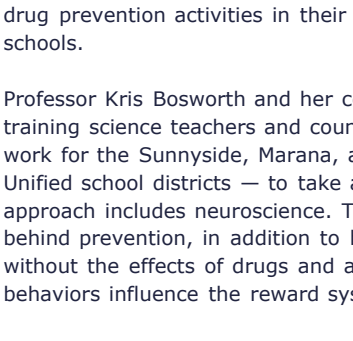 drug prevention activities in their
schools.
Professor Kris Bosworth and her
training science teachers and
work for the Sunnyside, Marana,
Unified school districts — to take
approach includes neuroscience.
behind prevention, in addition to
without the effects of drugs and
behaviors influence the reward